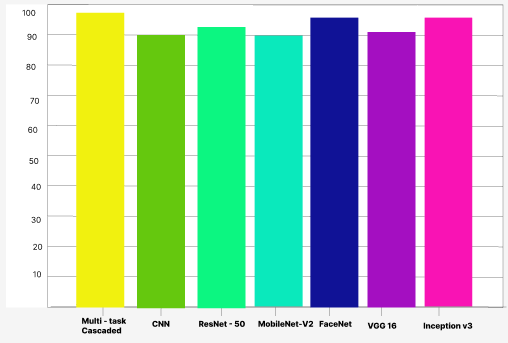 100
90
80
70
60
50
40
30
20
10
Multi - task
Cascaded
CNN
ResNet - 50
MobileNet-V2
FaceNet
VGG 16
Inception v3